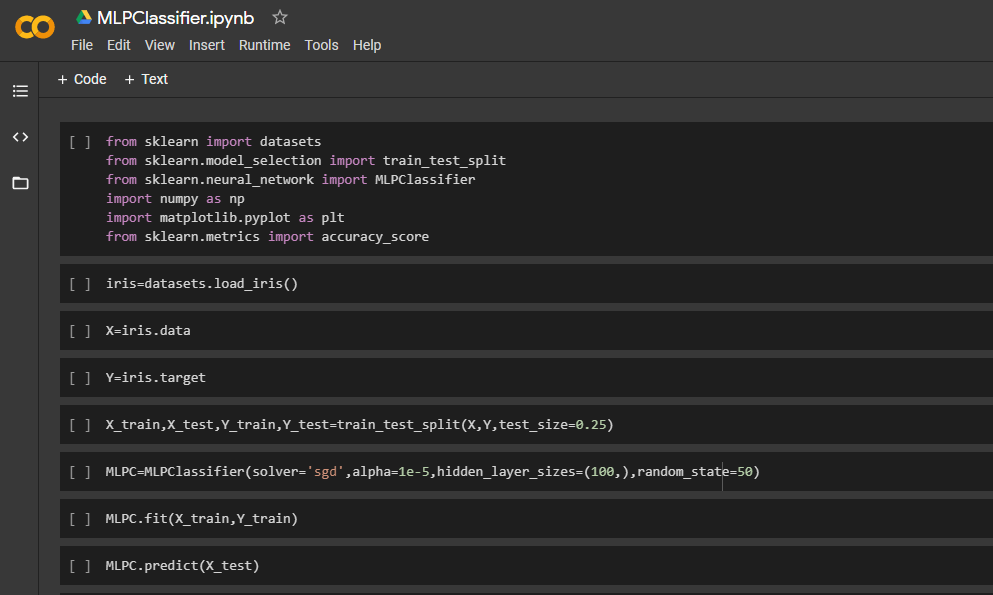 MLPClassifier.ipynb
File Edit View Insert Runtime Tools Help
+ Code + Text
[ ] from sklearn import datasets
from sklearn.model_selection import train_test_split
from sklearn.neural_network import MLPClassifier
import numpy as np
import matplotlib.pyplot as plt
from sklearn.metrics import accuracy_score
[ ] iris=datasets.load_iris()
[ ] X=iris.data
[ ] Y=iris.target
[ ] X_train,X_test,Y_train,Y_test=train_test_split(X,Y,test_size=0.25)
[ ] MLPC=MLPClassifier(solver='sgd',alpha=1e-5,hidden_layer_sizes=(100,),random_state=50)
[ ] MLPC.fit(X_train,Y_train)
[ ] MLPC.predict(X_test)